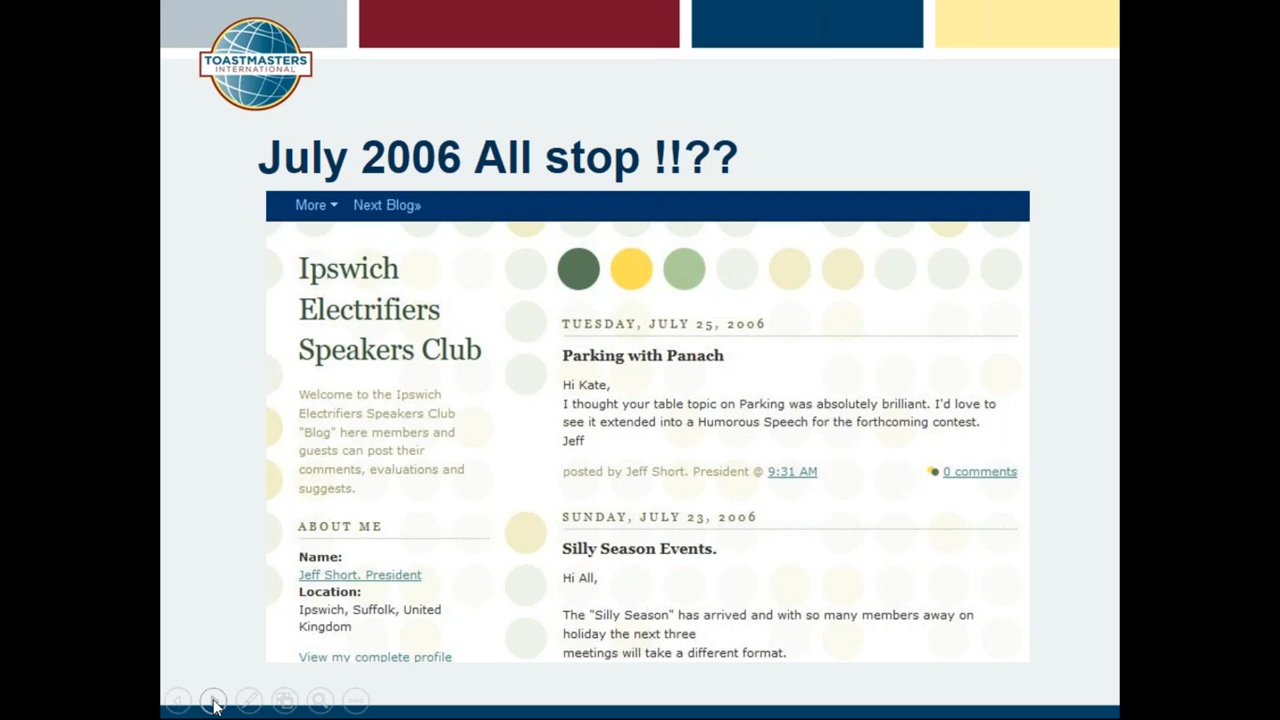 TOASTMASTERS
INTERNATIONAL
July 2006 All stop !!??
More Next Blog»
Ipswich
Electrifiers
Speakers Club
Welcome to the Ipswich
Electrifiers Speakers Club
"Blog" here members and
guests can post their
comments, evaluations and
suggests.
ABOUT ME
Name:
Jeff Short. President
Location:
Ipswich, Suffolk, United
Kingdom
View my complete profile
TUESDAY, JULY 25, 2006
Parking with Panach
Hi Kate,
I thought your table topic on Parking was absolutely brilliant. I'd love to
see it extended into a Humorous Speech for the forthcoming contest.
Jeff
posted by Jeff Short. President @ 9:31 AM 0 comments
SUNDAY, JULY 23, 2006
Silly Season Events.
Hi All,
The "Silly Season" has arrived and with so many members away on
holiday the next three
meetings will take a different format.